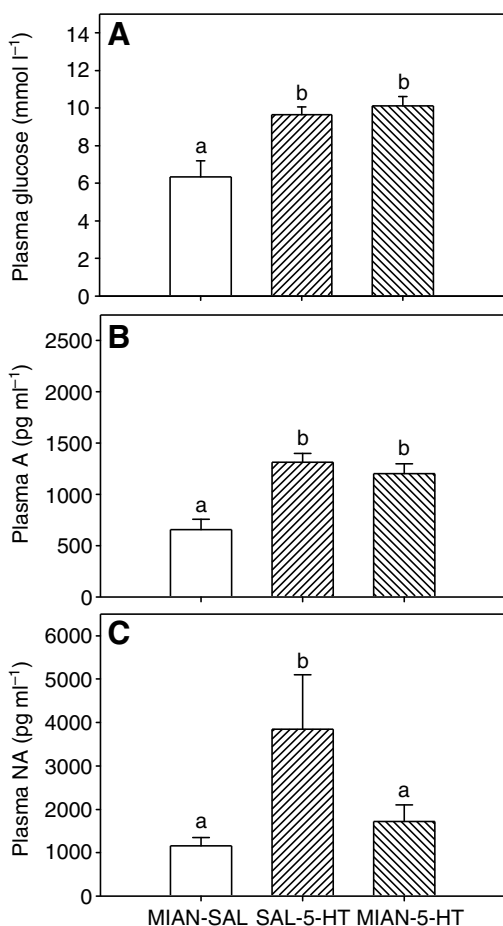 A
Plasma glucose (mmol l⁻¹)
14
12
10
8
6
4
2
0
a
b
b
B
Plasma A (pg ml⁻¹)
2500
2000
1500
1000
500
0
a
b
b
C
Plasma NA (pg ml⁻¹)
6000
5000
4000
3000
2000
1000
0
a
b
a
MIAN-SAL SAL-5-HT MIAN-5-HT